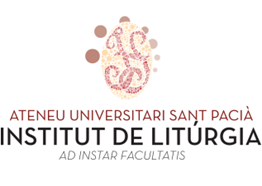 ATENEU UNIVERSITARI SANT PACIÀ
INSTITUT DE LITÚRGIA
AD INSTAR FACULTATIS